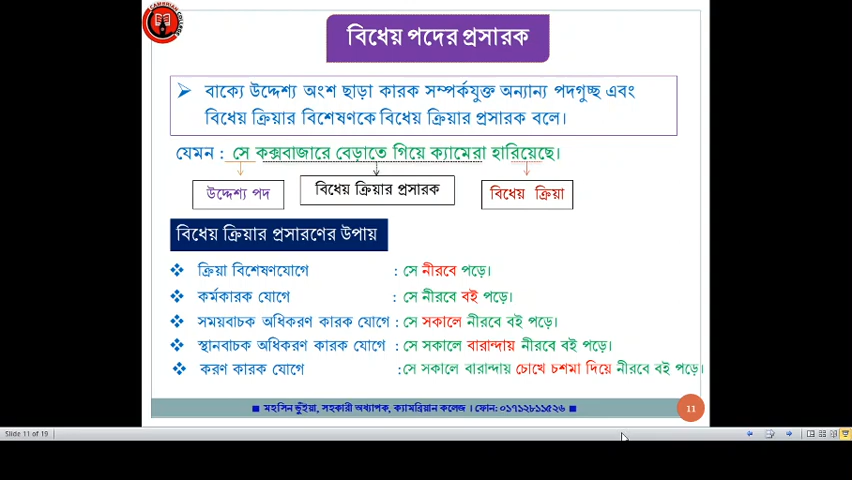 CAMBRIAN COLLEGE
বিধেয় পদের প্রসারক
➢ বাক্যে উদ্দেশ্য অংশ ছাড়া কারক সম্পর্কযুক্ত অন্যান্য পদগুচ্ছ এবং
বিধেয় ক্রিয়ার বিশেষণকে বিধেয় ক্রিয়ার প্রসারক বলে।
যেমন : সে কক্সবাজারে বেড়াতে গিয়ে ক্যামেরা হারিয়েছে।
উদ্দেশ্য পদ বিধেয় ক্রিয়ার প্রসারক বিধেয় ক্রিয়া
বিধেয় ক্রিয়ার প্রসারণের উপায়
❖ ক্রিয়া বিশেষণযোগে : সে নীরবে পড়ে।
❖ কর্মকারক যোগে : সে নীরবে বই পড়ে।
❖ সময়বাচক অধিকরণ কারক যোগে : সে সকালে নীরবে বই পড়ে।
❖ স্থানবাচক অধিকরণ কারক যোগে : সে সকালে বারান্দায় নীরবে বই পড়ে।
❖ করণ কারক যোগে :সে সকালে বারান্দায় চোখে চশমা দিয়ে নীরবে বই পড়ে।
■ মহসিন ভূঁইয়া, সহকারী অধ্যাপক, ক্যামব্রিয়ান কলেজ । ফোন: ০১৭১২৮১১৫২৬ ■ 11
Slide 11 of 19